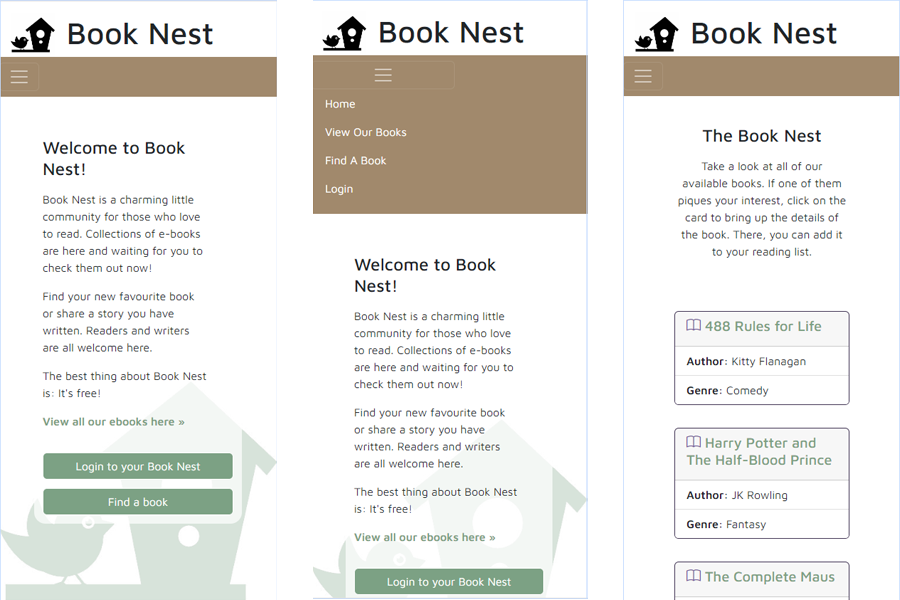 Book Nest
Welcome to Book
Nest!
Book Nest is a charming little
community for those who love
to read. Collections of e-books
are here and waiting for you to
check them out now!
Find your new favourite book
or share a story you have
written. Readers and writers
are all welcome here.
The best thing about Book Nest
is: It's free!
View all our ebooks here »
Login to your Book Nest
Find a book
Book Nest
Home
View Our Books
Find A Book
Login
Welcome to Book
Nest!
Book Nest is a charming little
community for those who love
to read. Collections of e-books
are here and waiting for you to
check them out now!
Find your new favourite book
or share a story you have
written. Readers and writers
are all welcome here.
The best thing about Book Nest
is: It's free!
View all our ebooks here »
Login to your Book Nest
Book Nest
The Book Nest
Take a look at all of our
available books. If one of them
piques your interest, click on the
card to bring up the details of
the book. There, you can add it
to your reading list.
488 Rules for Life
Author: Kitty Flanagan
Genre: Comedy
Harry Potter and
The Half-Blood Prince
Author: JK Rowling
Genre: Fantasy
The Complete Maus